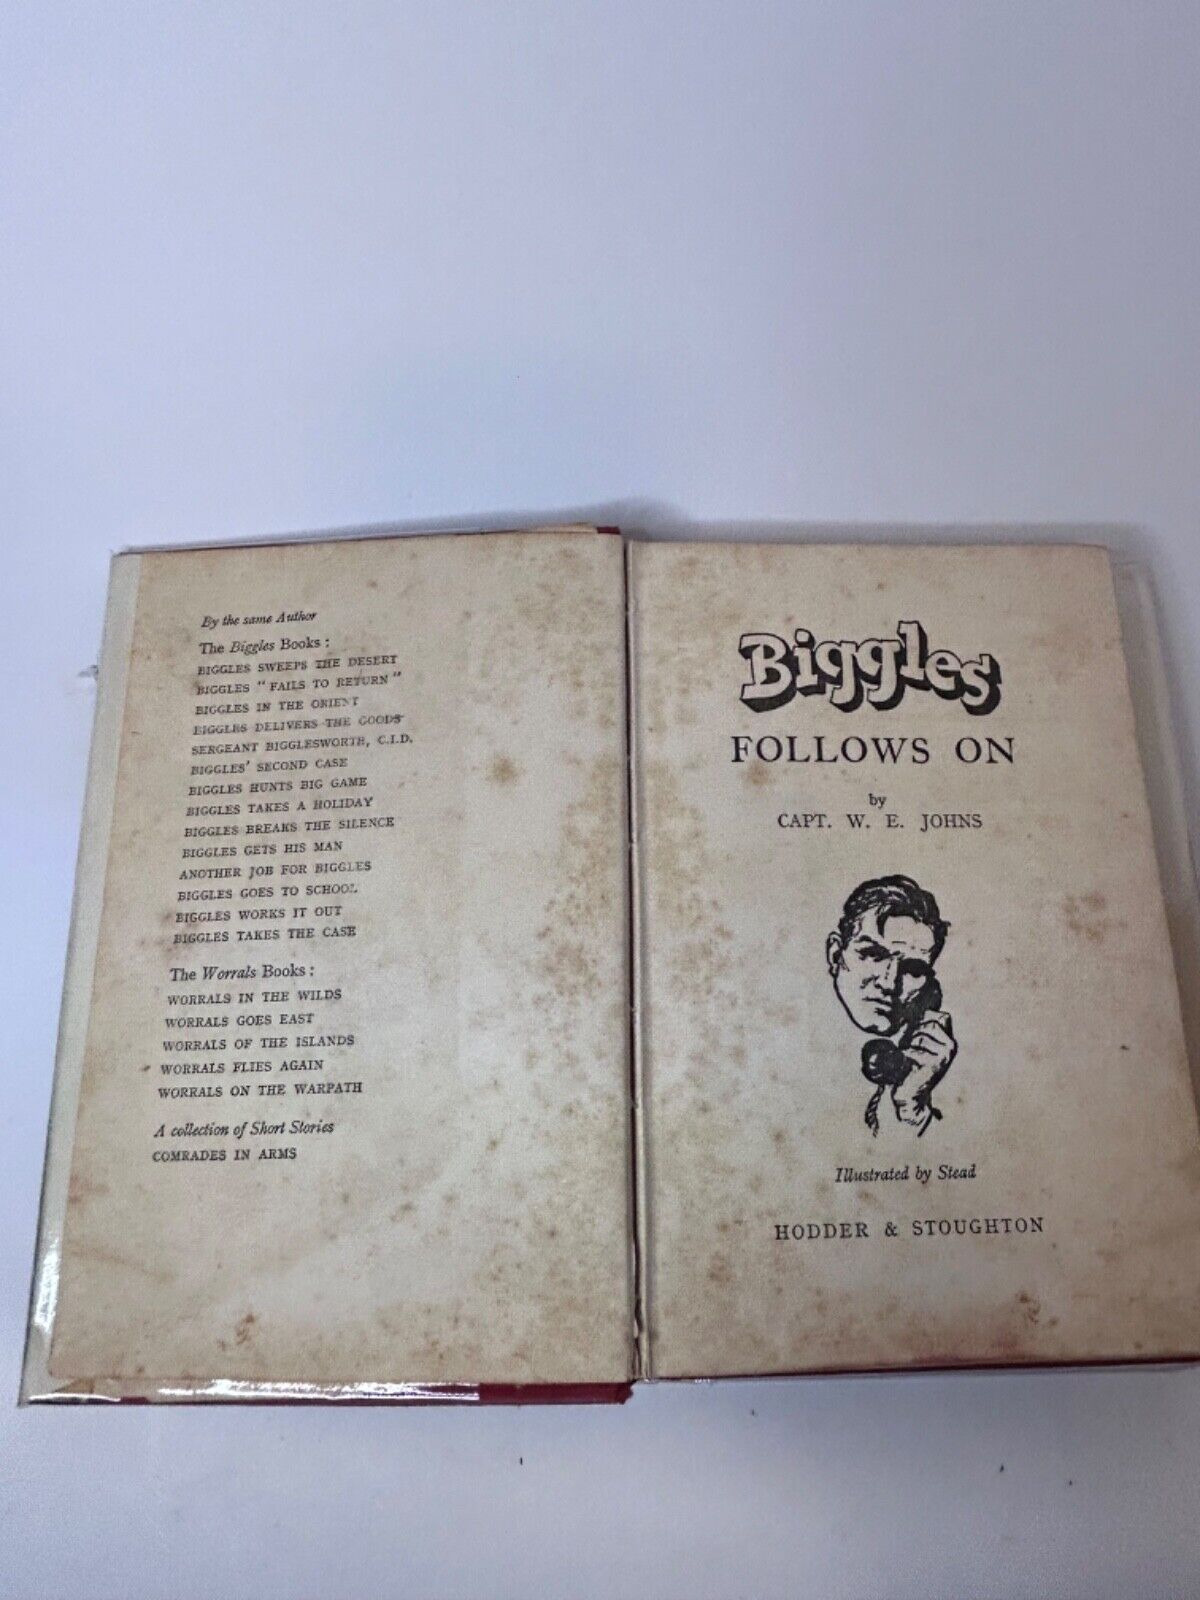 By the same Author
The Biggles Books :
BIGGLES SWEEPS THE DESERT
BIGGLES " FAILS TO RETURN "
BIGGLES IN THE ORIENT
BIGGLES DELIVERS THE GOODS
SERGEANT BIGGLESWORTH, C.I.D.
BIGGLES' SECOND CASE
BIGGLES HUNTS BIG GAME
BIGGLES TAKES A HOLIDAY
BIGGLES BREAKS THE SILENCE
BIGGLES GETS HIS MAN
ANOTHER JOB FOR BIGGLES
BIGGLES GOES TO SCHOOL
BIGGLES WORKS IT OUT
BIGGLES TAKES THE CASE
The Worrals Books :
WORRALS IN THE WILDS
WORRALS GOES EAST
WORRALS OF THE ISLANDS
WORRALS FLIES AGAIN
WORRALS ON THE WARPATH
A collection of Short Stories
COMRADES IN ARMS
Biggles
FOLLOWS ON
by
CAPT. W. E. JOHNS
Illustrated by Stead
HODDER & STOUGHTON